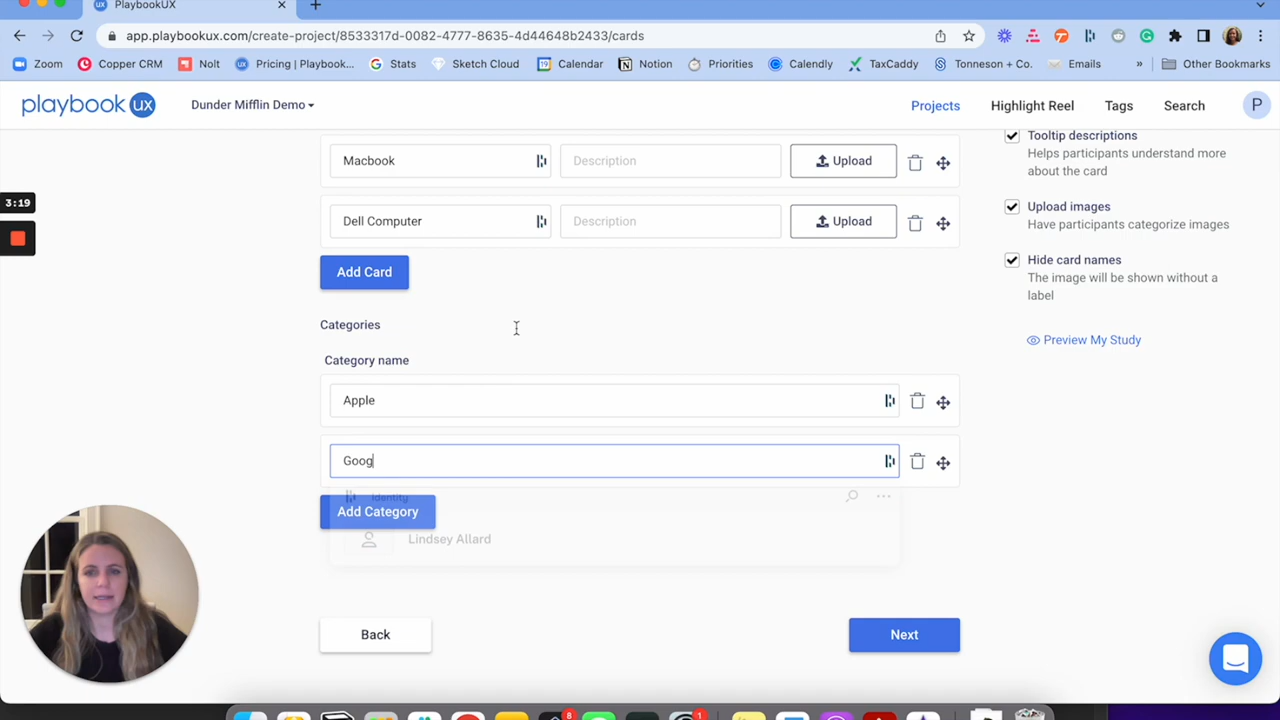 PlaybookUX
app.playbookux.com/create-project/8533317d-0082-4777-8635-4d44648b2433/cards
Zoom
Copper CRM
Nolt
Pricing | Playbook...
Stats
Sketch Cloud
Calendar
Notion
Priorities
Calendly
TaxCaddy
Tonneson + Co.
Emails
»
Other Bookmarks
playbook ux
Dunder Mifflin Demo
Projects
Highlight Reel
Tags
Search
P
Macbook
Description
Upload
Tooltip descriptions
Helps participants understand more
about the card
3:19
Dell Computer
Description
Upload
Upload images
Have participants categorize images
Add Card
Hide card names
The image will be shown without a
label
Categories
Preview My Study
Category name
Apple
Goog
Identity
Add Category
Lindsey Allard
Back
Next
8
1